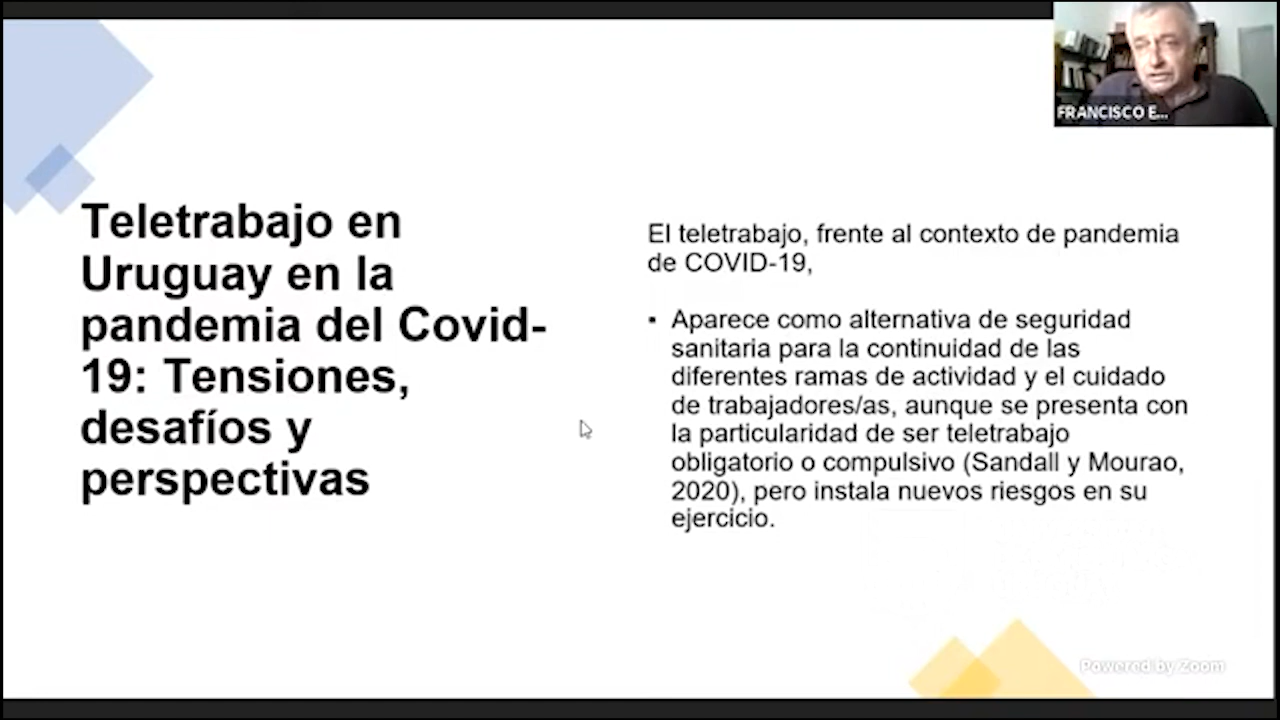 FRANCISCO E...
Teletrabajo en
Uruguay en la
pandemia del Covid-
19: Tensiones,
desafíos y
perspectivas
El teletrabajo, frente al contexto de pandemia
de COVID-19,
▪ Aparece como alternativa de seguridad
sanitaria para la continuidad de las
diferentes ramas de actividad y el cuidado
de trabajadores/as, aunque se presenta con
la particularidad de ser teletrabajo
obligatorio o compulsivo (Sandall y Mourao,
2020), pero instala nuevos riesgos en su
ejercicio.
Powered by Zoom